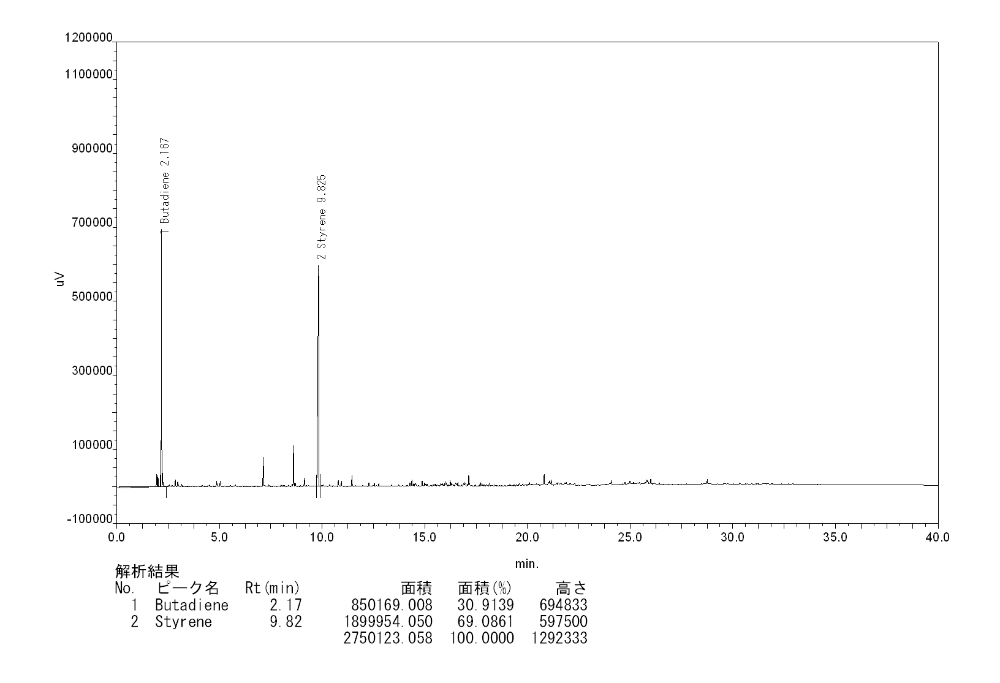 1200000
1100000
900000
700000
500000
300000
100000
-100000
uV
1 Butadiene 2.167
2 Styrene 9.825
0.0 5.0 10.0 15.0 20.0 25.0 30.0 35.0 40.0
min.
解析結果
No. ピーク名 Rt(min) 面積 面積(%) 高さ
1 Butadiene 2.17 850169.008 30.9139 694833
2 Styrene 9.82 1899954.050 69.0861 597500
2750123.058 100.0000 1292333